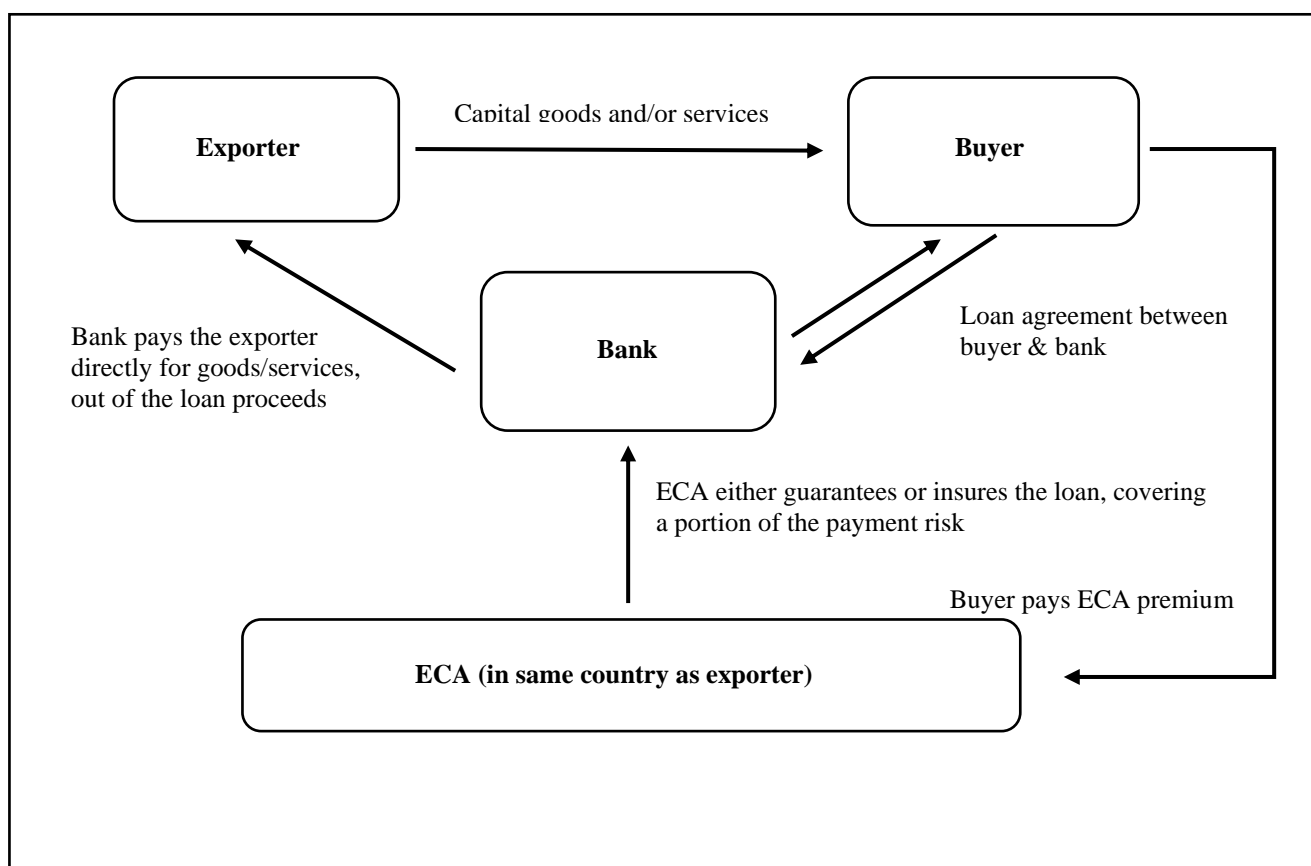 Capital goods and/or services
Exporter
Buyer
Bank pays the exporter
directly for goods/services,
out of the loan proceeds
Bank
Loan agreement between
buyer & bank
ECA either guarantees or insures the loan, covering
a portion of the payment risk
Buyer pays ECA premium
ECA (in same country as exporter)